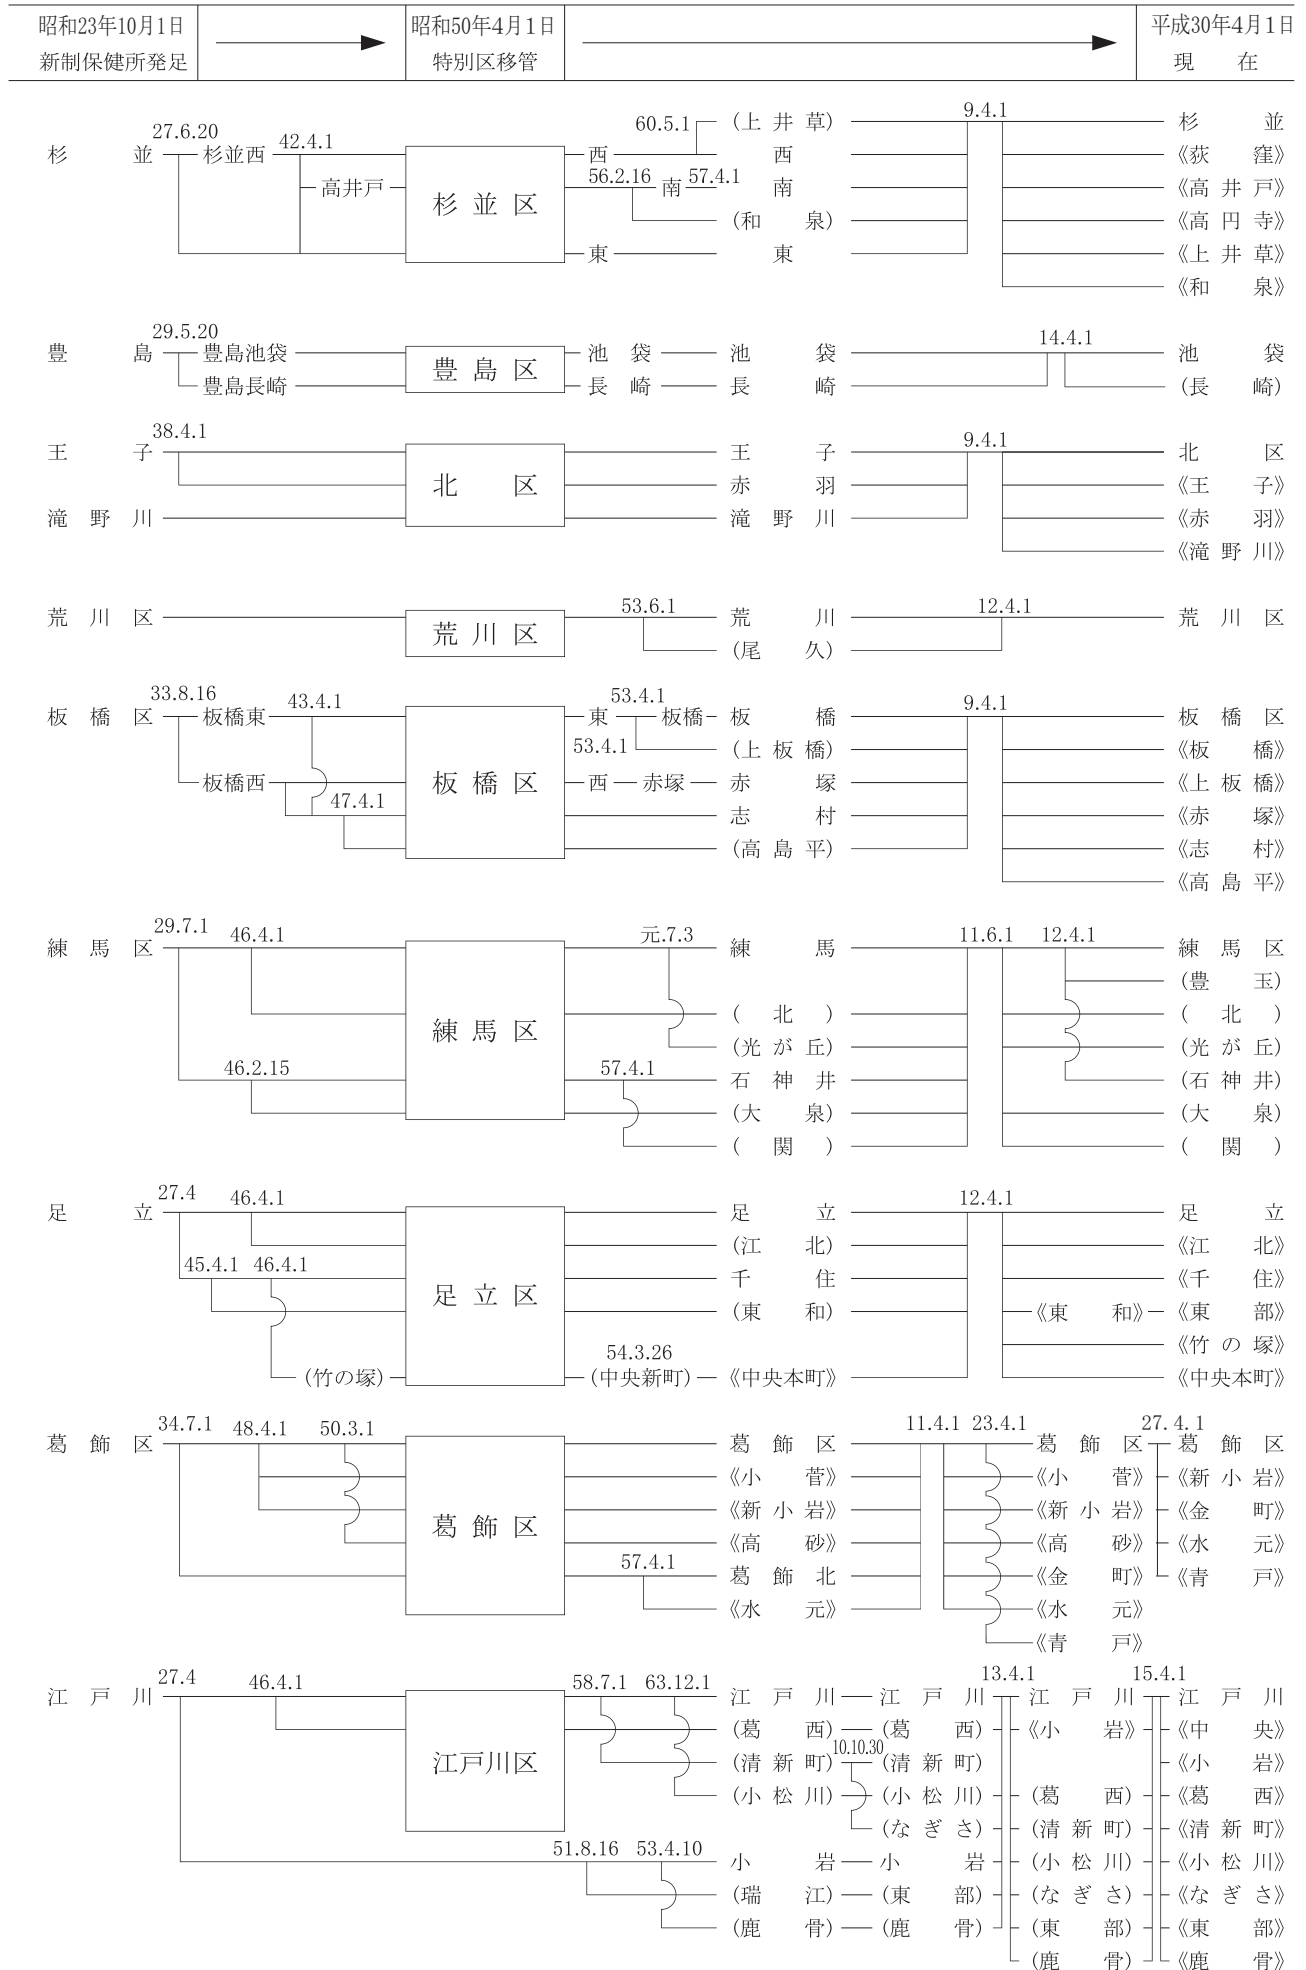 昭和23年10月1日 昭和50年4月1日 平成30年4月1日
新制保健所発足 特別区移管 現在
60.5.1 (上井草) 9.4.1 杉並
27.6.20 42.4.1
杉並 杉並西 西 西 《荻窪》
56.2.16 57.4.1
高井戸 南 南 《高井戸》
杉並区
(和泉) 《高円寺》
東 東 《上井草》
《和泉》
29.5.20 14.4.1
豊島 豊島池袋 池袋 池袋 池袋
豊島区
豊島長崎 長崎 長崎 (長崎)
38.4.1 9.4.1
王子 王子 北区
北区 赤羽 《王子》
滝野川 滝野川 《赤羽》
《滝野川》
53.6.1 12.4.1
荒川区 荒川 荒川区
荒川区
(尾久)
33.8.16 43.4.1 53.4.1 9.4.1
板橋区 板橋東 東 板橋 板橋 板橋区
53.4.1 (上板橋) 《板橋》
板橋西 板橋区 西 赤塚 赤塚 《上板橋》
47.4.1 志村 《赤塚》
(高島平) 《志村》
《高島平》
29.7.1 46.4.1 元.7.3 11.6.1 12.4.1
練馬区 練馬 練馬区
(豊玉)
(北) (北)
練馬区
(光が丘) (光が丘)
46.2.15 57.4.1
石神井 (石神井)
(大泉) (大泉)
(関) (関)
27.4 46.4.1 12.4.1
足立 足立 足立
(江北) 《江北》
45.4.1 46.4.1
千住 《千住》
足立区
(東和) 《東和》 《東部》
《竹の塚》
54.3.26
(竹の塚) (中央新町) 《中央本町》 《中央本町》
34.7.1 48.4.1 50.3.1 11.4.1 23.4.1 27.4.1
葛飾区 葛飾区 葛飾区 葛飾区
《小菅》 《小菅》 《新小岩》
《新小岩》 《新小岩》 《金町》
葛飾区
《高砂》 《高砂》 《水元》
57.4.1
葛飾北 《金町》 《青戸》
《水元》 《水元》
《青戸》
27.4 46.4.1 58.7.1 63.12.1 13.4.1 15.4.1
江戸川 江戸川 江戸川 江戸川 江戸川
(葛西) (葛西) 《小岩》 《中央》
10.10.30
江戸川区 (清新町) (清新町) 《小岩》
(小松川) (小松川) (葛西) 《葛西》
(なぎさ) (清新町) 《清新町》
51.8.16 53.4.10
小岩 小岩 (小松川) 《小松川》
(瑞江) (東部) (なぎさ) 《なぎさ》
(鹿骨) (鹿骨) (東部) 《東部》
(鹿骨) 《鹿骨》